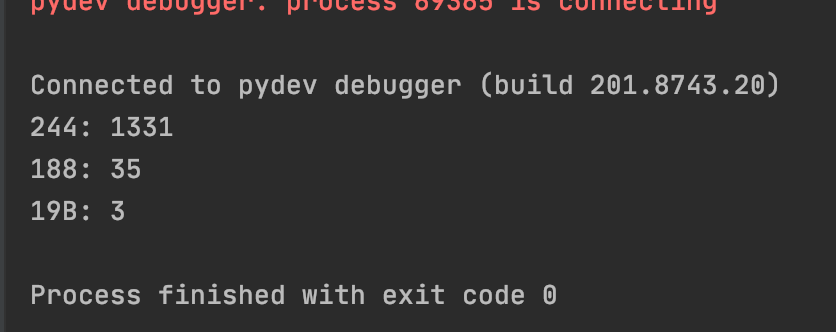 pydev debugger: process 69365 is connecting
Connected to pydev debugger (build 201.8743.20)
244: 1331
188: 35
19B: 3
Process finished with exit code 0